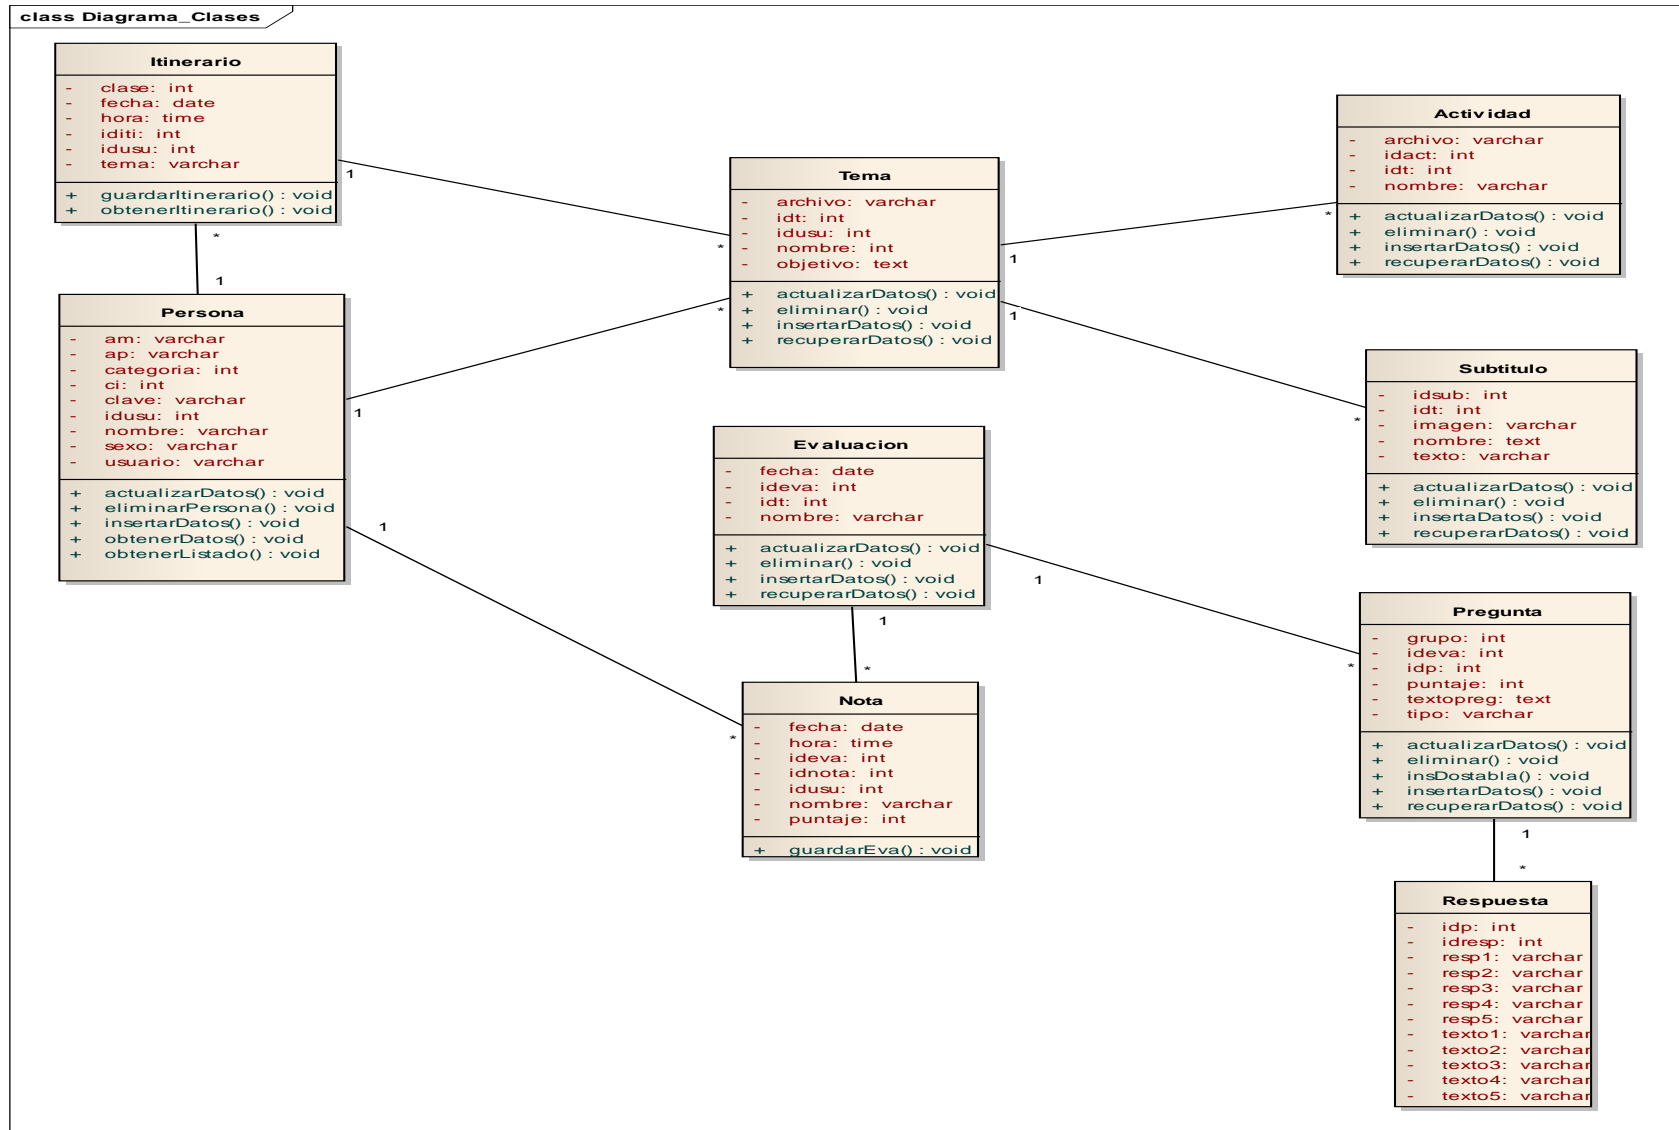 class Diagrama_Clases
Itinerario
- clase: int
- fecha: date
- hora: time
- iditi: int
- idusu: int
- tema: varchar
+ guardarItinerario() : void
+ obtenerItinerario() : void
1
*
*
1
Persona
- am: varchar
- ap: varchar
- categoria: int
- ci: int
- clave: varchar
- idusu: int
- nombre: varchar
- sexo: varchar
- usuario: varchar
+ actualizarDatos() : void
+ eliminarPersona() : void
+ insertarDatos() : void
+ obtenerDatos() : void
+ obtenerListado() : void
1
*
1
*
Tema
- archivo: varchar
- idt: int
- idusu: int
- nombre: int
- objetivo: text
+ actualizarDatos() : void
+ eliminar() : void
+ insertarDatos() : void
+ recuperarDatos() : void
1
*
1
*
Actividad
- archivo: varchar
- idact: int
- idt: int
- nombre: varchar
+ actualizarDatos() : void
+ eliminar() : void
+ insertarDatos() : void
+ recuperarDatos() : void
Subtitulo
- idsub: int
- idt: int
- imagen: varchar
- nombre: text
- texto: varchar
+ actualizarDatos() : void
+ eliminar() : void
+ insertaDatos() : void
+ recuperarDatos() : void
Evaluacion
- fecha: date
- ideva: int
- idt: int
- nombre: varchar
+ actualizarDatos() : void
+ eliminar() : void
+ insertarDatos() : void
+ recuperarDatos() : void
1
*
1
*
Nota
- fecha: date
- hora: time
- ideva: int
- idnota: int
- idusu: int
- nombre: varchar
- puntaje: int
+ guardarEva() : void
Pregunta
- grupo: int
- ideva: int
- idp: int
- puntaje: int
- textopreg: text
- tipo: varchar
+ actualizarDatos() : void
+ eliminar() : void
+ insDostabla() : void
+ insertarDatos() : void
+ recuperarDatos() : void
1
*
Respuesta
- idp: int
- idresp: int
- resp1: varchar
- resp2: varchar
- resp3: varchar
- resp4: varchar
- resp5: varchar
- texto1: varchar
- texto2: varchar
- texto3: varchar
- texto4: varchar
- texto5: varchar